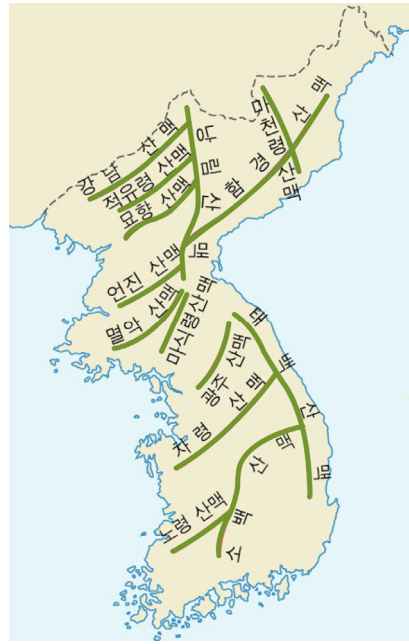 강남 산맥
적유령 산맥
묘향 산맥
낭림 산맥
함경 산맥
마천령 산맥
언진 산맥
멸악 산맥
마식령산맥
태백 산맥
광주 산맥
차령 산맥
소백 산맥
노령 산맥